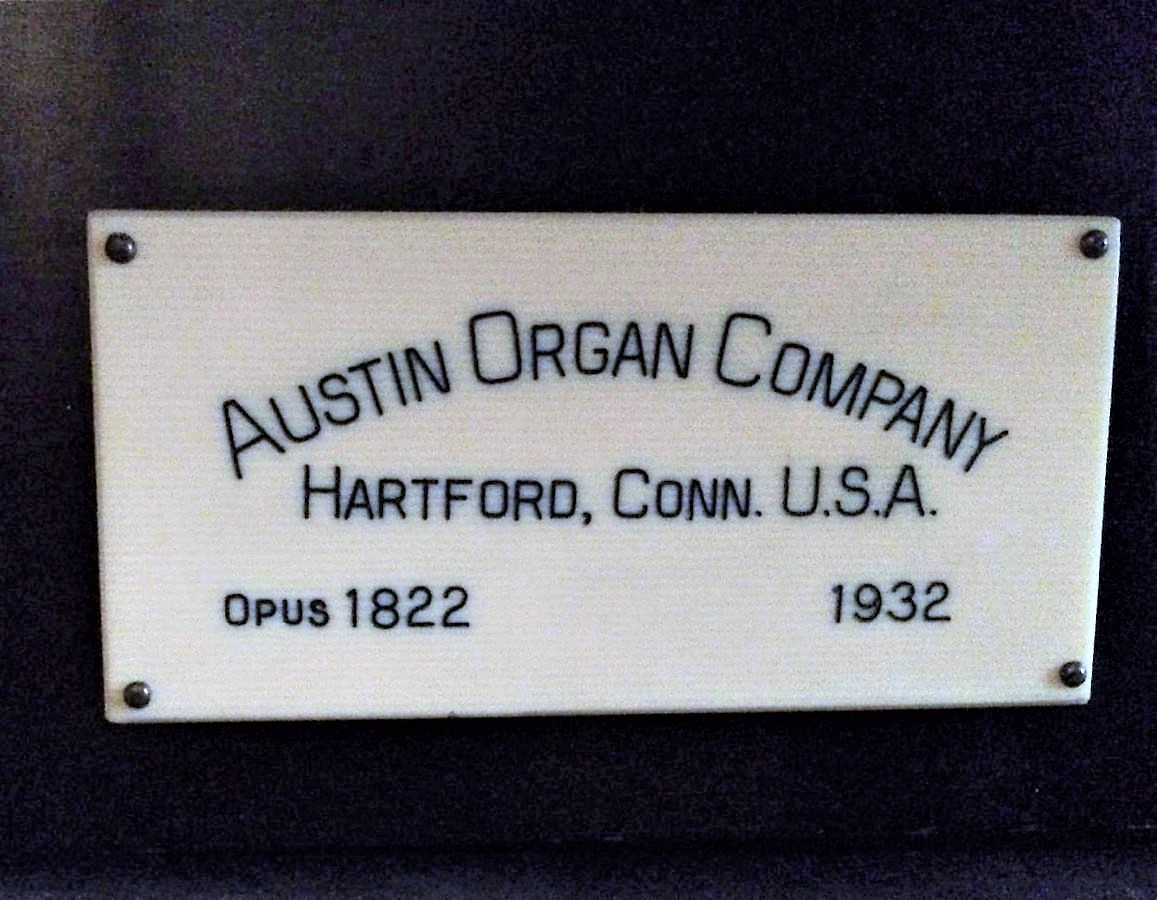 Austin Organ Company
Hartford, Conn. U.S.A.
Opus 1822 1932